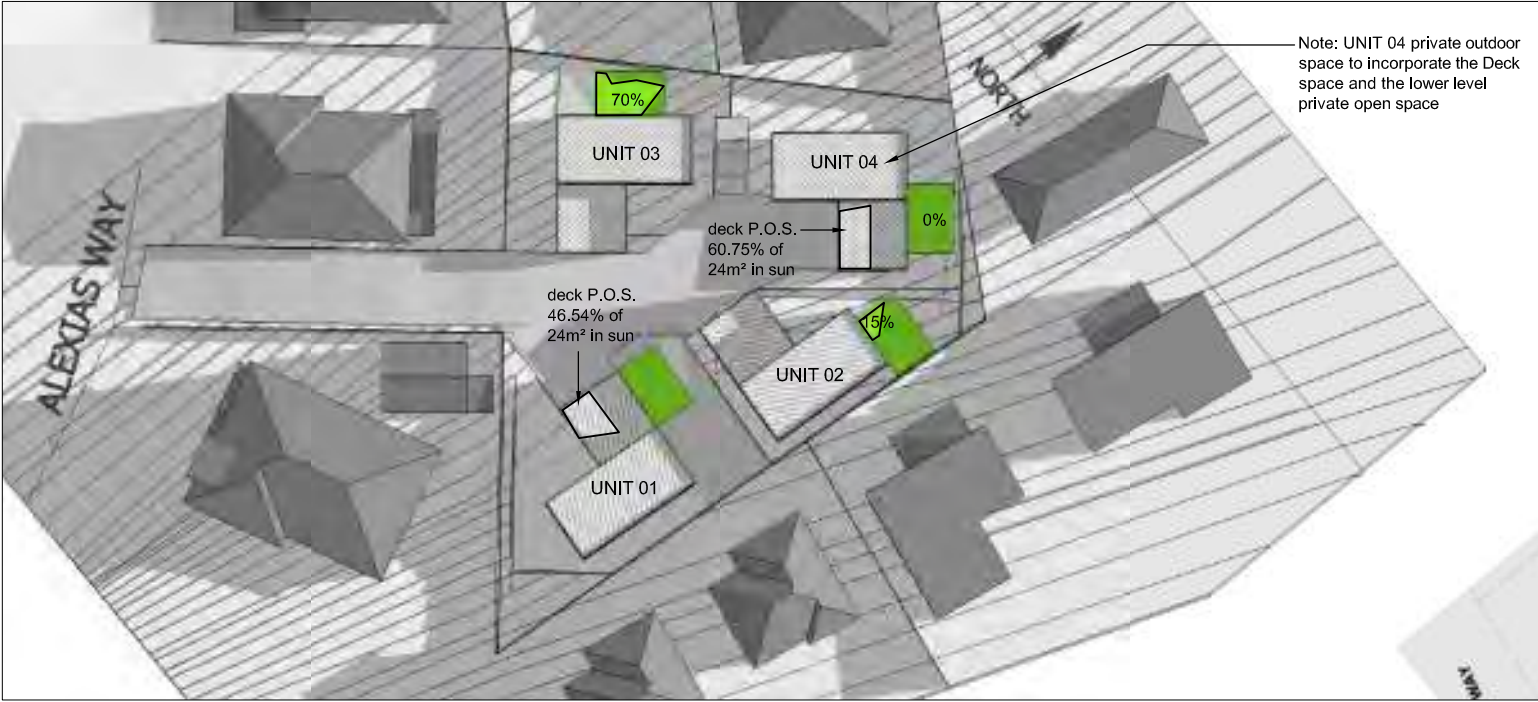 Note: UNIT 04 private outdoor
space to incorporate the Deck
space and the lower level
private open space
NORTH
70%
UNIT 03
UNIT 04
0%
deck P.O.S.
60.75% of
24m² in sun
ALEXIAS WAY
deck P.O.S.
46.54% of
24m² in sun
15%
UNIT 02
UNIT 01
WAY